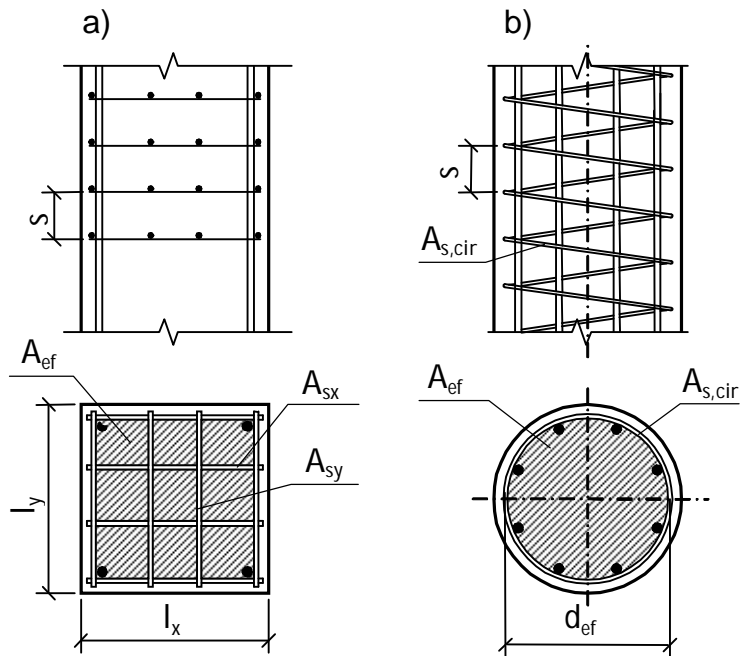 a)
s
A_ef
A_sx
A_sy
l_y
l_x
b)
s
A_s,cir
A_ef
A_s,cir
d_ef